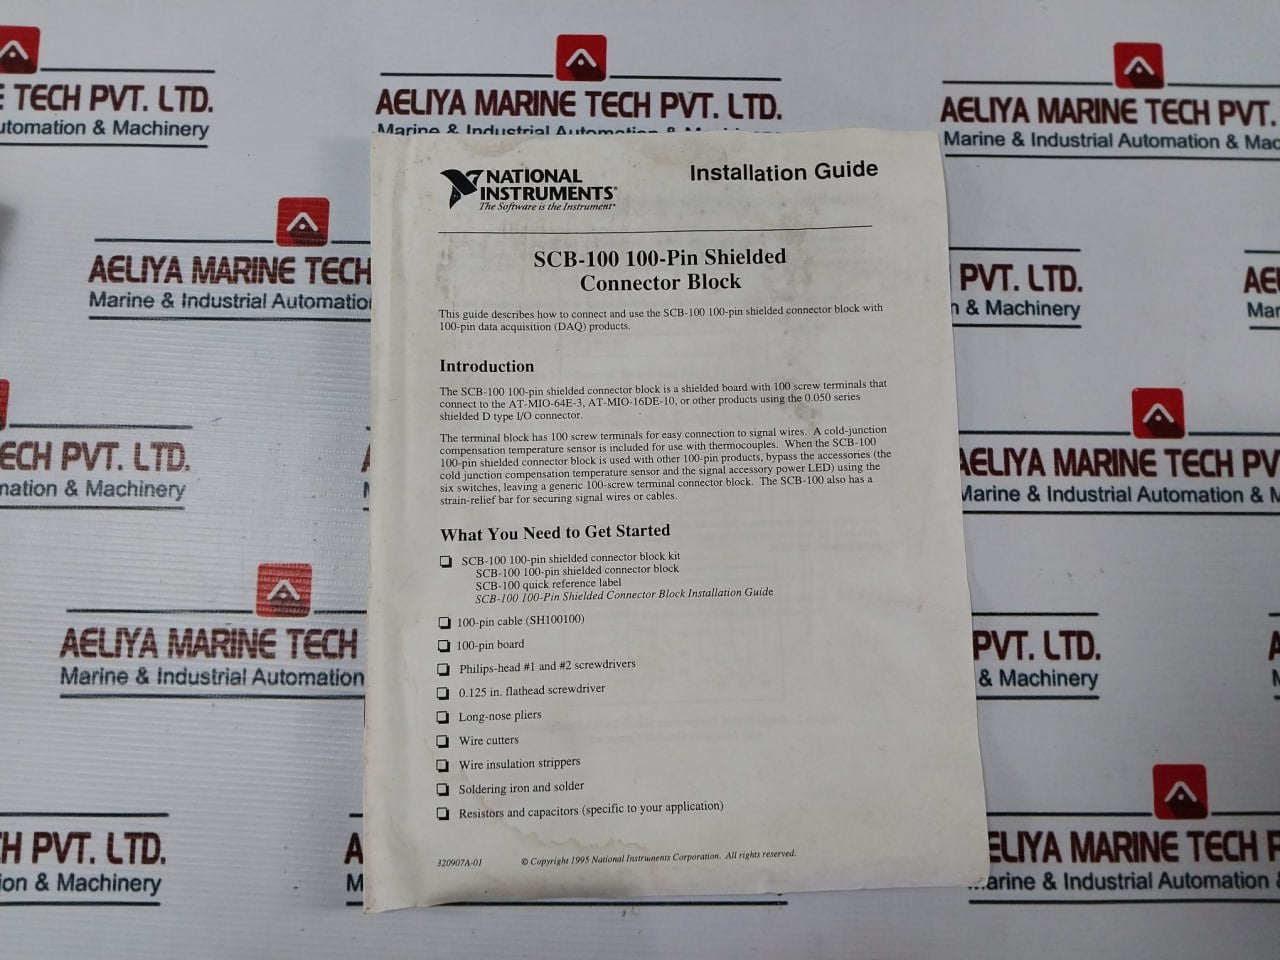 E TECH PVT. LTD.
utomation & Machinery
AELIYA MARINE TECH PVT. LTD.
Marine & Industrial Automation & Machinery
AELIYA MARINE TECH PVT.
Marine & Industrial Automation & Mac
AELIYA MARINE TECH
Marine & Industrial Automatio
PVT. LTD.
n & Machinery
AE
Mar
ECH PVT. LTD.
mation & Machinery
AELIYA MARINE TECH PV
Marine & Industrial Automation &
AELIYA MARINE TECH
Marine & Industrial Automation
PVT. LTD.
& Machinery
H PVT. LTD.
ion & Machinery
A
M
ELIYA MARINE TECH P
arine & Industrial Automation &
NATIONAL
INSTRUMENTS®
The Software is the Instrument®
Installation Guide
SCB-100 100-Pin Shielded
Connector Block
This guide describes how to connect and use the SCB-100 100-pin shielded connector block with
100-pin data acquisition (DAQ) products.
Introduction
The SCB-100 100-pin shielded connector block is a shielded board with 100 screw terminals that
connect to the AT-MIO-64E-3, AT-MIO-16DE-10, or other products using the 0.050 series
shielded D type I/O connector.
The terminal block has 100 screw terminals for easy connection to signal wires. A cold-junction
compensation temperature sensor is included for use with thermocouples. When the SCB-100
100-pin shielded connector block is used with other 100-pin products, bypass the accessories (the
cold junction compensation temperature sensor and the signal accessory power LED) using the
six switches, leaving a generic 100-screw terminal connector block. The SCB-100 also has a
strain-relief bar for securing signal wires or cables.
What You Need to Get Started
❏ SCB-100 100-pin shielded connector block kit
SCB-100 100-pin shielded connector block
SCB-100 quick reference label
SCB-100 100-Pin Shielded Connector Block Installation Guide
❏ 100-pin cable (SH100100)
❏ 100-pin board
❏ Philips-head #1 and #2 screwdrivers
❏ 0.125 in. flathead screwdriver
❏ Long-nose pliers
❏ Wire cutters
❏ Wire insulation strippers
❏ Soldering iron and solder
❏ Resistors and capacitors (specific to your application)
320907A-01 © Copyright 1995 National Instruments Corporation. All rights reserved.